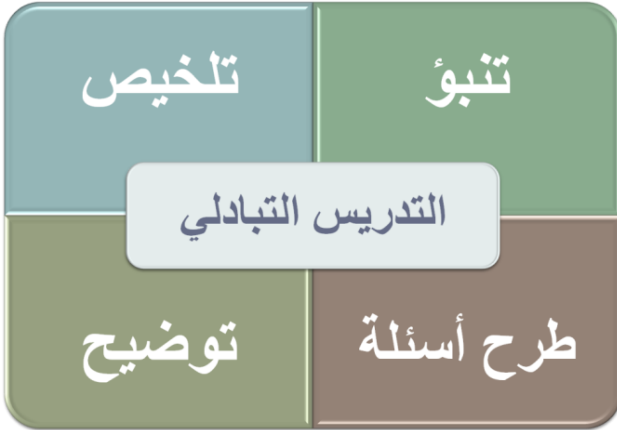 تنبؤ
تلخيص
التدريس التبادلي
طرح أسئلة
توضيح